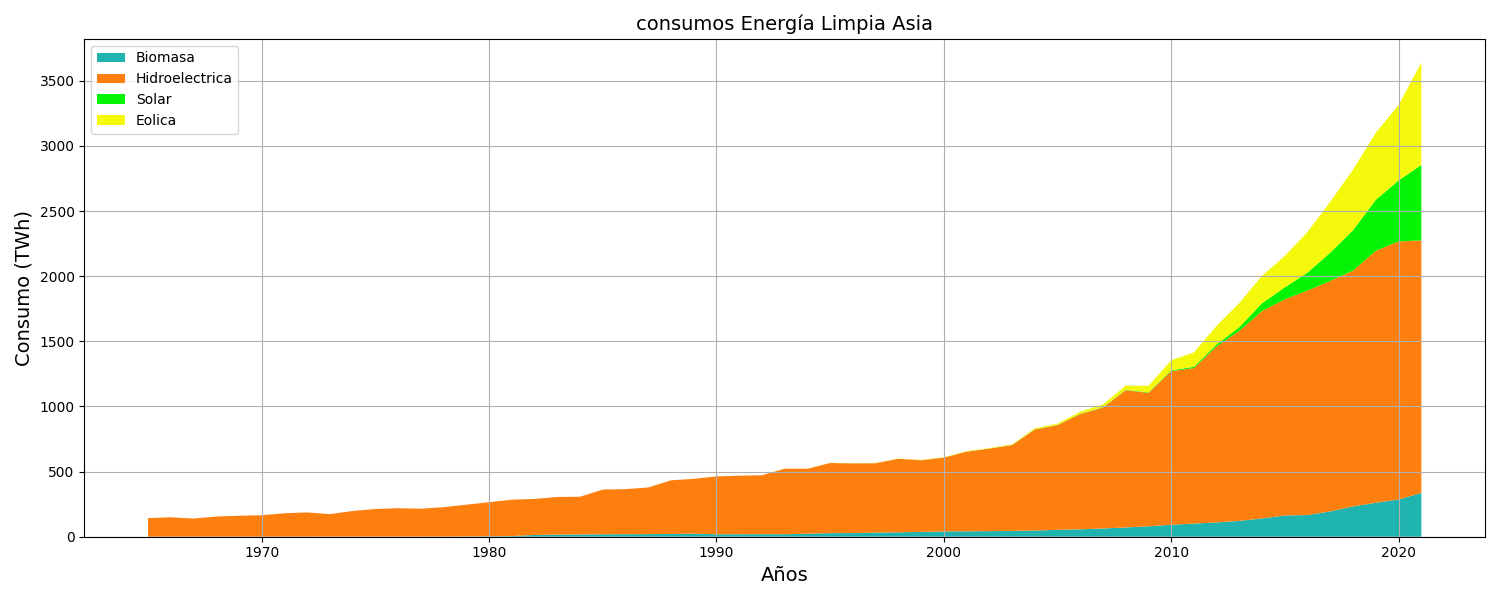 consumos Energía Limpia Asia
Biomasa
Hidroelectrica
Solar
Eolica
Consumo (TWh)
3500
3000
2500
2000
1500
1000
500
0
1970 1980 1990 2000 2010 2020
Años